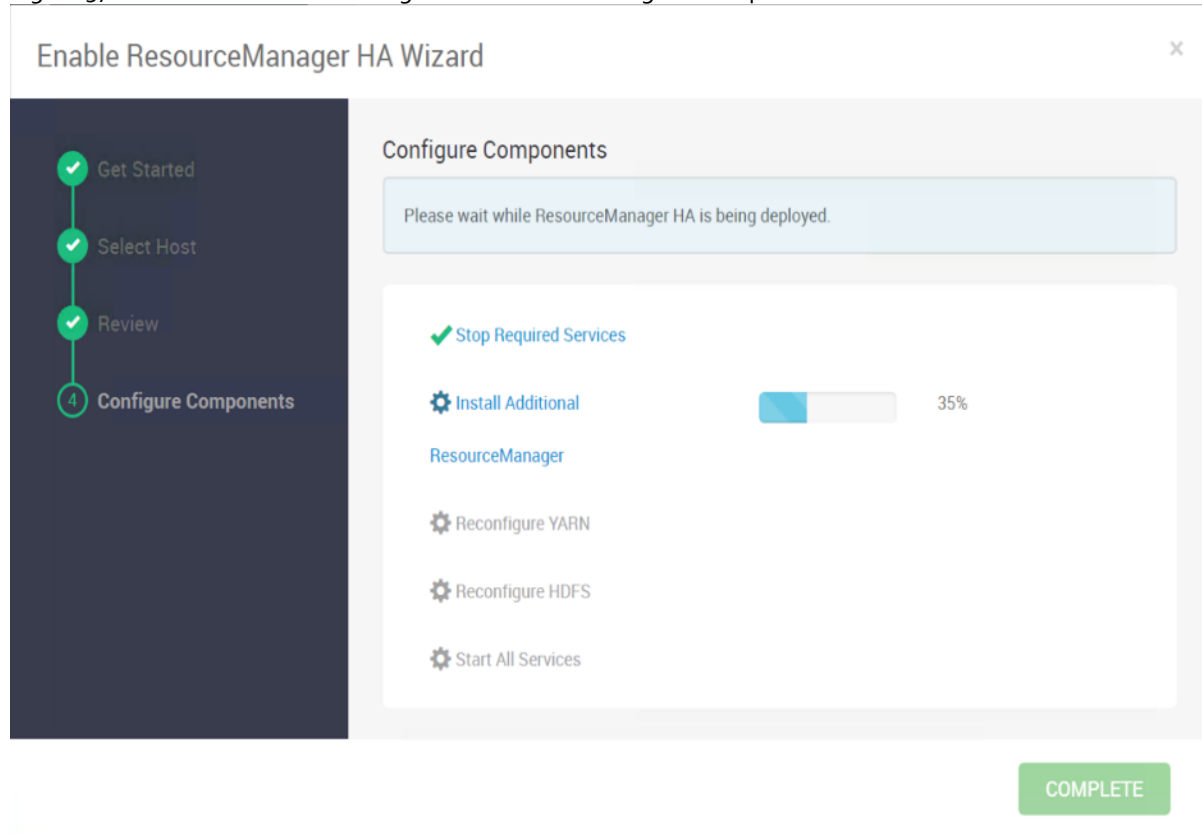 Enable ResourceManager HA Wizard
×
Get Started
Select Host
Review
4 Configure Components
Configure Components
Please wait while ResourceManager HA is being deployed.
Stop Required Services
Install Additional
ResourceManager
35%
Reconfigure YARN
Reconfigure HDFS
Start All Services
COMPLETE